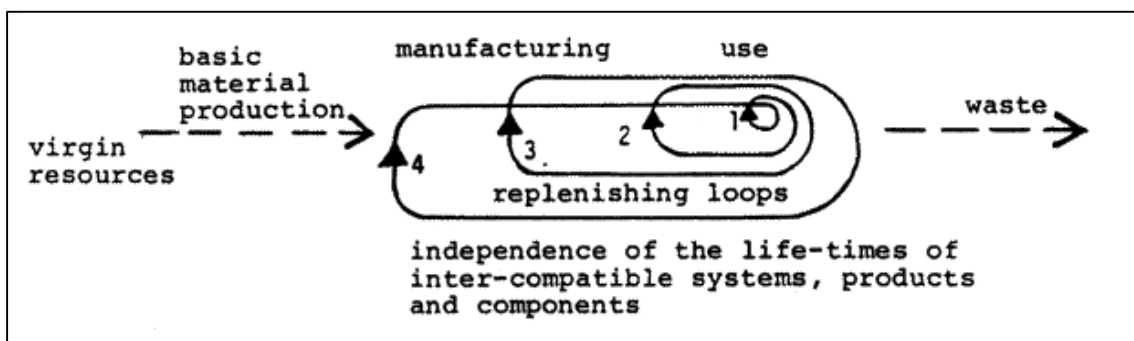 manufacturing
use
basic
material
production
virgin
resources
waste
1
2
3
4
replenishing loops
independence of the life-times of
inter-compatible systems, products
and components